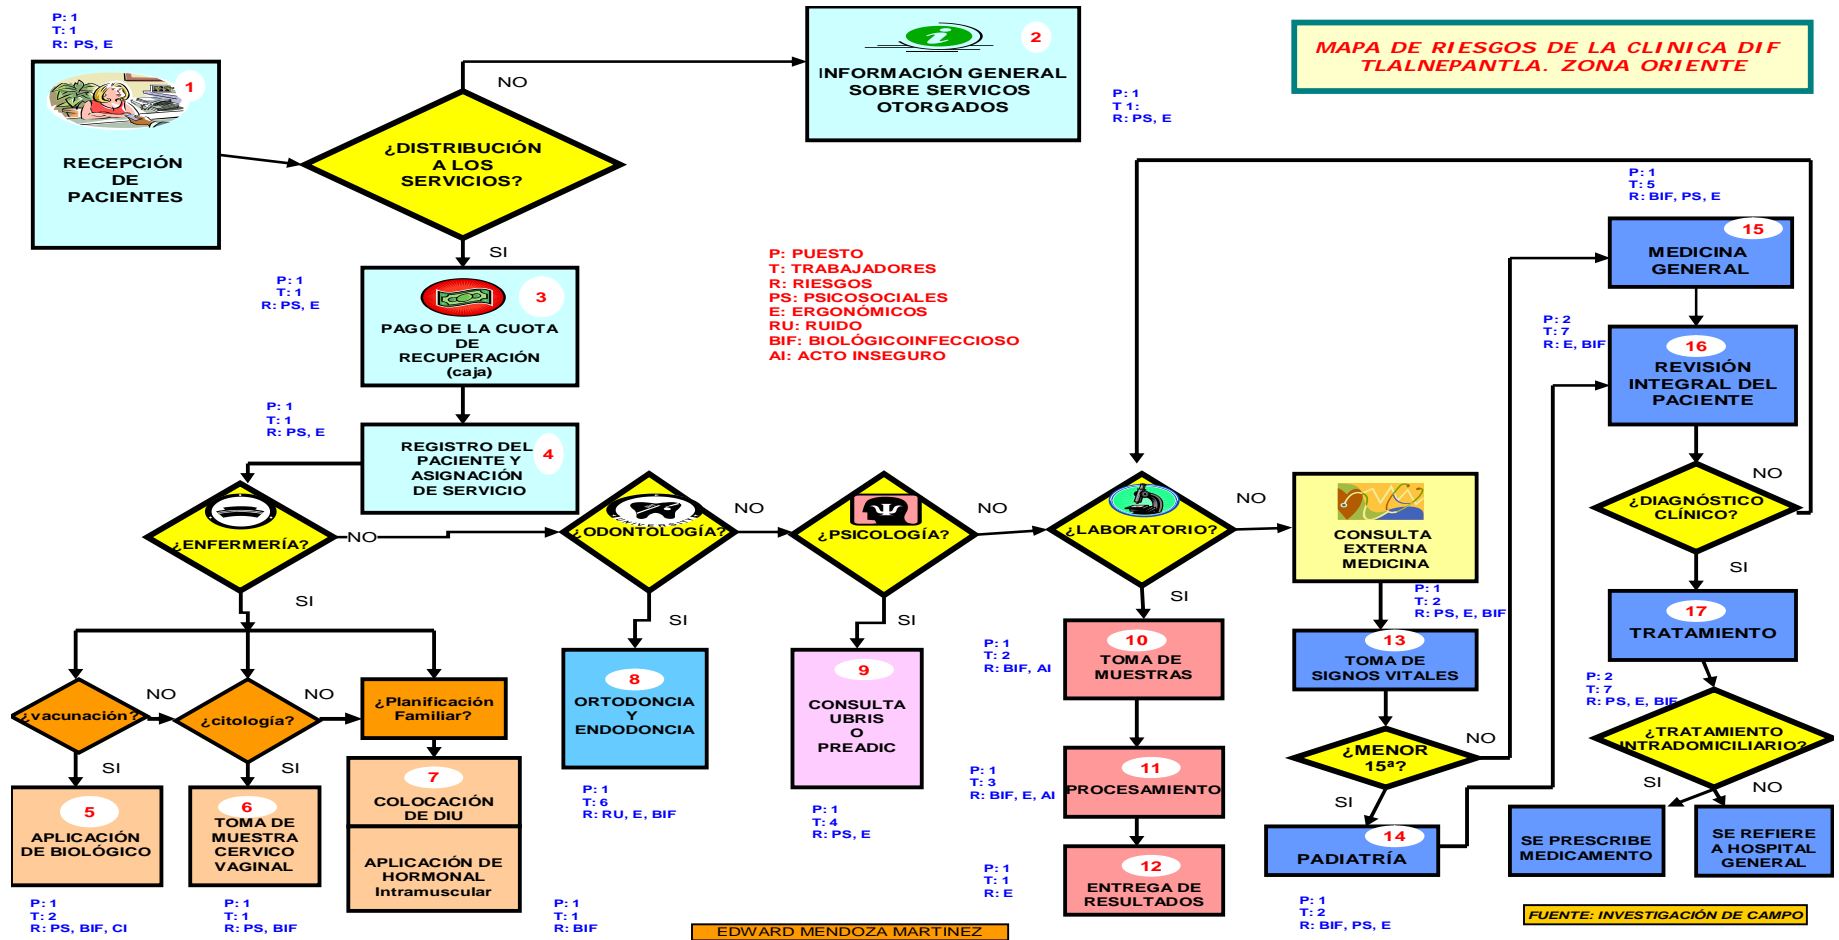 P: 1
T: 1
R: PS, E
1
RECEPCIÓN
DE
PACIENTES
¿DISTRIBUCIÓN
A LOS
SERVICIOS?
NO
SI
2
INFORMACIÓN GENERAL
SOBRE SERVICOS
OTORGADOS
P: 1
T 1:
R: PS, E
MAPA DE RIESGOS DE LA CLINICA DIF
TLALNEPANTLA. ZONA ORIENTE
P: 1
T: 1
R: PS, E
3
PAGO DE LA CUOTA
DE
RECUPERACIÓN
(caja)
P: PUESTO
T: TRABAJADORES
R: RIESGOS
PS: PSICOSOCIALES
E: ERGONÓMICOS
RU: RUIDO
BIF: BIOLÓGICOINFECCIOSO
AI: ACTO INSEGURO
P: 1
T: 1
R: PS, E
REGISTRO DEL
PACIENTE Y
ASIGNACIÓN
DE SERVICIO
4
¿ENFERMERÍA?
NO
SI
¿ODONTOLOGÍA?
NO
SI
¿PSICOLOGÍA?
NO
SI
¿LABORATORIO?
NO
SI
CONSULTA
EXTERNA
MEDICINA
P: 1
T: 2
R: PS, E, BIF
13
TOMA DE
SIGNOS VITALES
¿MENOR
15ª?
NO
SI
14
PADIATRÍA
P: 1
T: 2
R: BIF, PS, E
P: 1
T: 5
R: BIF, PS, E
15
MEDICINA
GENERAL
P: 2
T: 7
R: E, BIF
16
REVISIÓN
INTEGRAL DEL
PACIENTE
¿DIAGNÓSTICO
CLÍNICO?
NO
SI
17
TRATAMIENTO
P: 2
T: 7
R: PS, E, BIF
¿TRATAMIENTO
INTRADOMICILIARIO?
SI
NO
SE PRESCRIBE
MEDICAMENTO
SE REFIERE
A HOSPITAL
GENERAL
¿vacunación?
NO
SI
¿citología?
NO
SI
¿Planificación
Familiar?
5
APLICACIÓN
DE BIOLÓGICO
P: 1
T: 2
R: PS, BIF, CI
6
TOMA DE
MUESTRA
CERVICO
VAGINAL
P: 1
T: 1
R: PS, BIF
7
COLOCACIÓN
DE DIU
APLICACIÓN DE
HORMONAL
Intramuscular
P: 1
T: 1
R: BIF
8
ORTODONCIA
Y
ENDODONCIA
P: 1
T: 6
R: RU, E, BIF
9
CONSULTA
UBRIS
O
PREADIC
P: 1
T: 4
R: PS, E
P: 1
T: 2
R: BIF, AI
10
TOMA DE
MUESTRAS
P: 1
T: 3
R: BIF, E, AI
11
PROCESAMIENTO
P: 1
T: 1
R: E
12
ENTREGA DE
RESULTADOS
EDWARD MENDOZA MARTINEZ
FUENTE: INVESTIGACIÓN DE CAMPO